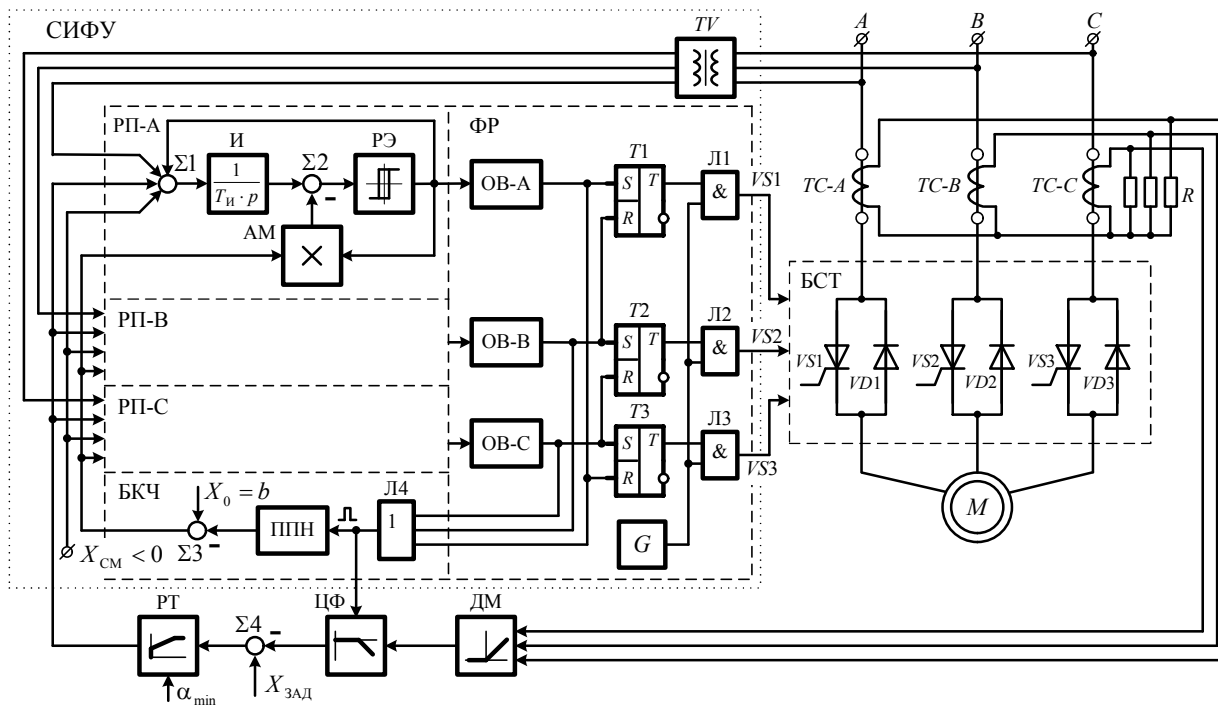 СИФУ
TV
A
B
C
РП-А
ФР
И
РЭ
Σ1
Σ2
1
T_И · p
-
АМ
×
ОВ-А
T1
S
T
R
Л1
&
VS1
TC-A
TC-B
TC-C
R
БСТ
РП-В
ОВ-В
T2
S
T
R
Л2
&
VS2
VS1
VD1
VS2
VD2
VS3
VD3
РП-С
ОВ-С
T3
S
T
R
Л3
&
VS3
БКЧ
X_0 = b
Л4
1
ППН
Σ3
-
X_СМ < 0
G
M
РТ
Σ4
-
ЦФ
ДМ
α_min
X_ЗАД